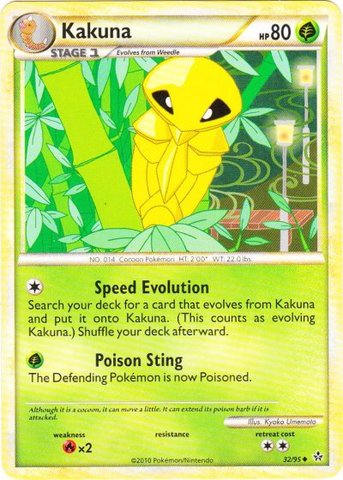 Kakuna
HP 80
STAGE 1
Evolves from Weedle
NO. 014 Cocoon Pokémon HT: 2'00" WT: 22.0 lbs.
Speed Evolution
Search your deck for a card that evolves from Kakuna
and put it onto Kakuna. (This counts as evolving
Kakuna.) Shuffle your deck afterward.
Poison Sting
The Defending Pokémon is now Poisoned.
Although it is a cocoon, it can move a little. It can extend its poison barb if it is
attacked.
Illus. Kyoko Umemoto
weakness
resistance
retreat cost
×2
©2010 Pokémon/Nintendo
32/95